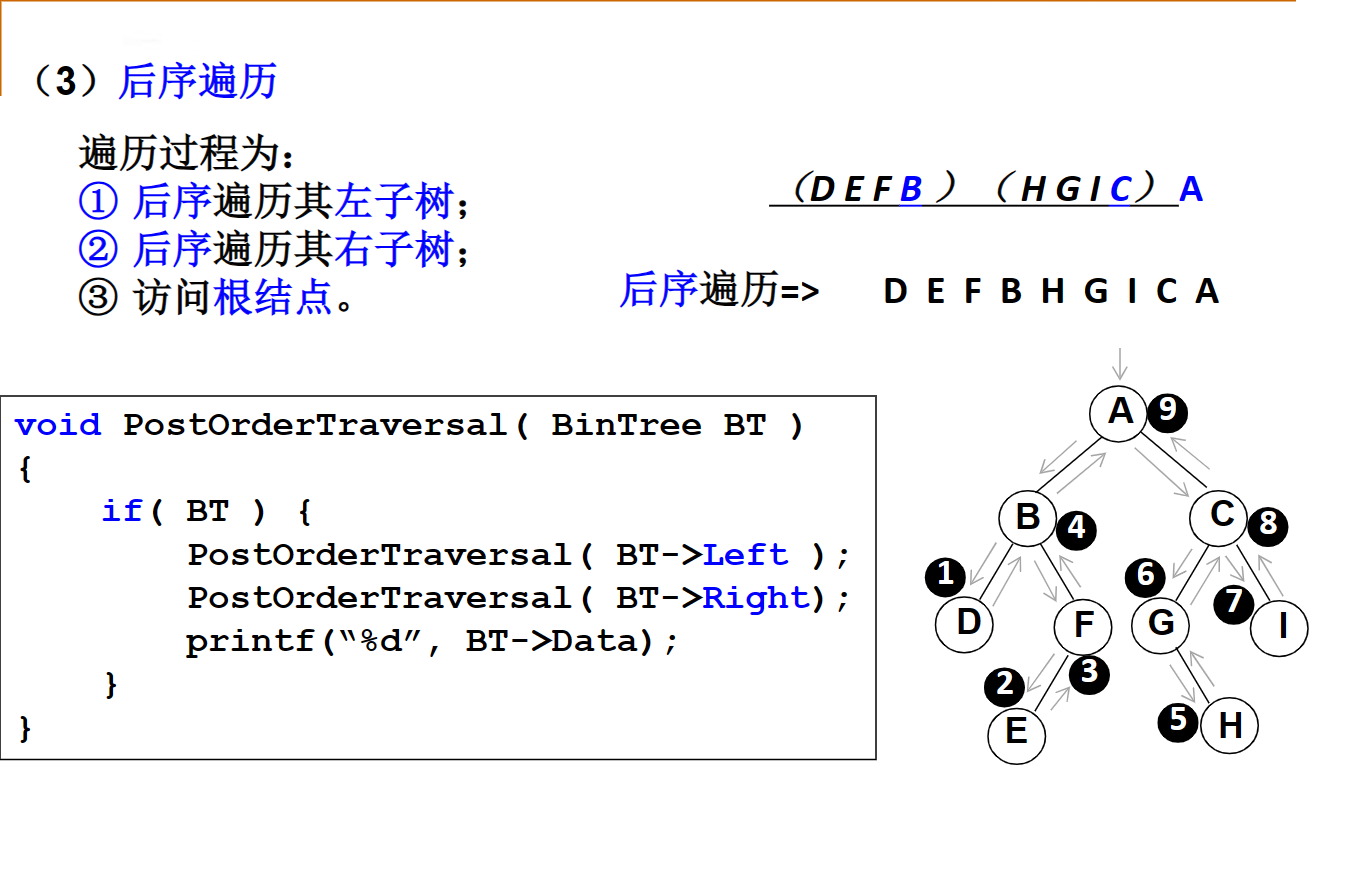 （3）后序遍历
遍历过程为：
① 后序遍历其左子树；
② 后序遍历其右子树；
③ 访问根结点。
（D E F B ）（ H G I C ）A
后序遍历=> D E F B H G I C A
void PostOrderTraversal( BinTree BT )
{
if( BT ) {
PostOrderTraversal( BT->Left );
PostOrderTraversal( BT->Right);
printf(“%d”, BT->Data);
}
}
A 9
B 4 C 8
1 6 7
D F G I
2 3
E 5 H